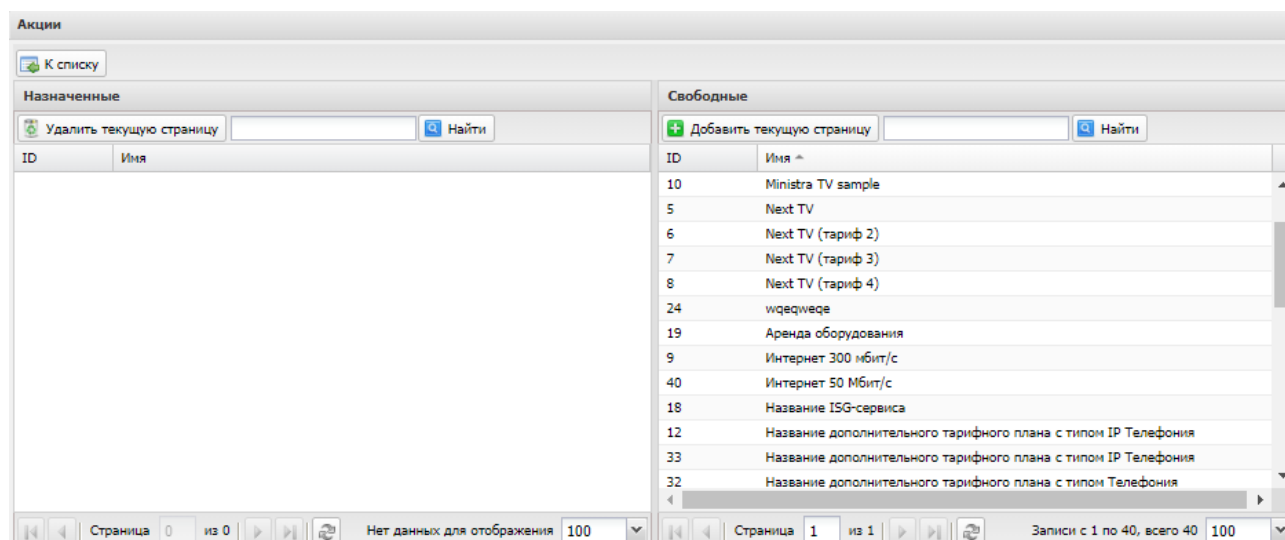 Акции
К списку
Назначенные
Удалить текущую страницу Найти
ID Имя
Страница 0 из 0 Нет данных для отображения 100
Свободные
Добавить текущую страницу Найти
ID Имя
10 Ministra TV sample
5 Next TV
6 Next TV (тариф 2)
7 Next TV (тариф 3)
8 Next TV (тариф 4)
24 wqeqweqe
19 Аренда оборудования
9 Интернет 300 мбит/с
40 Интернет 50 Мбит/с
18 Название ISG-сервиса
12 Название дополнительного тарифного плана с типом IP Телефония
33 Название дополнительного тарифного плана с типом IP Телефония
32 Название дополнительного тарифного плана с типом Телефония
Страница 1 из 1 Записи с 1 по 40, всего 40 100